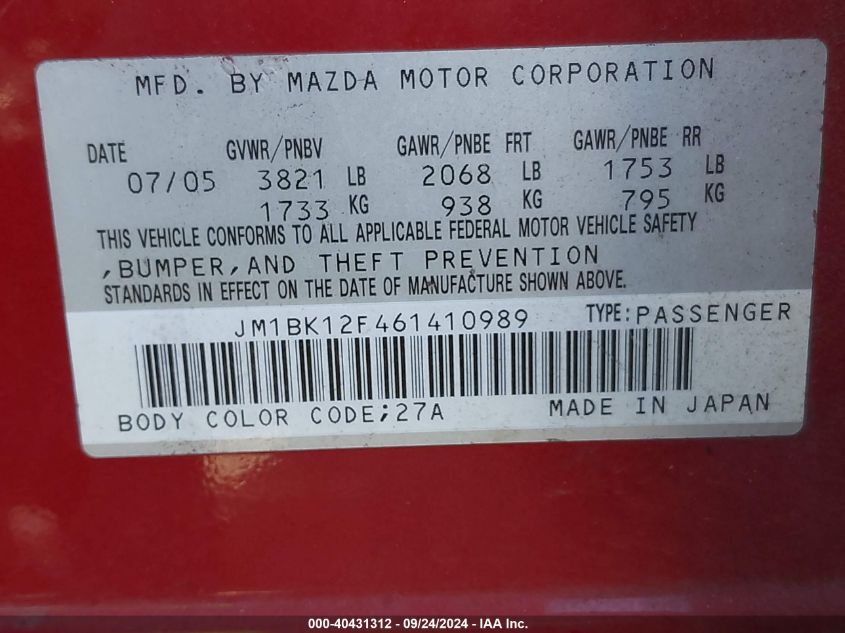 MFD. BY MAZDA MOTOR CORPORATION
DATE GVWR/PNBV GAWR/PNBE FRT GAWR/PNBE RR
07/05 3821 LB 2068 LB 1753 LB
1733 KG 938 KG 795 KG
THIS VEHICLE CONFORMS TO ALL APPLICABLE FEDERAL MOTOR VEHICLE SAFETY
,BUMPER,AND THEFT PREVENTION
STANDARDS IN EFFECT ON THE DATE OF MANUFACTURE SHOWN ABOVE.
JM1BK12F461410989 TYPE:PASSENGER
BODY COLOR CODE;27A MADE IN JAPAN
000-40431312 - 09/24/2024 - IAA Inc.